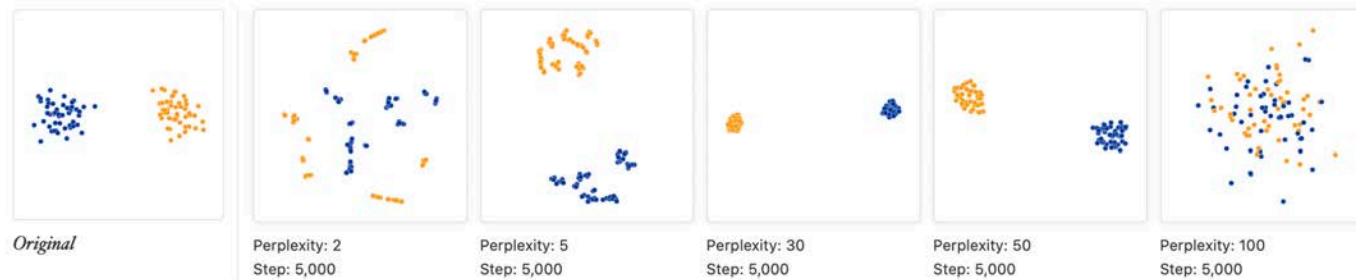 Original
Perplexity: 2
Step: 5,000
Perplexity: 5
Step: 5,000
Perplexity: 30
Step: 5,000
Perplexity: 50
Step: 5,000
Perplexity: 100
Step: 5,000